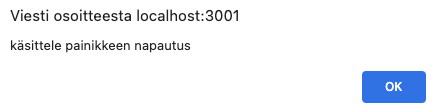 Viesti osoitteesta localhost:3001
käsittele painikkeen napautus
OK